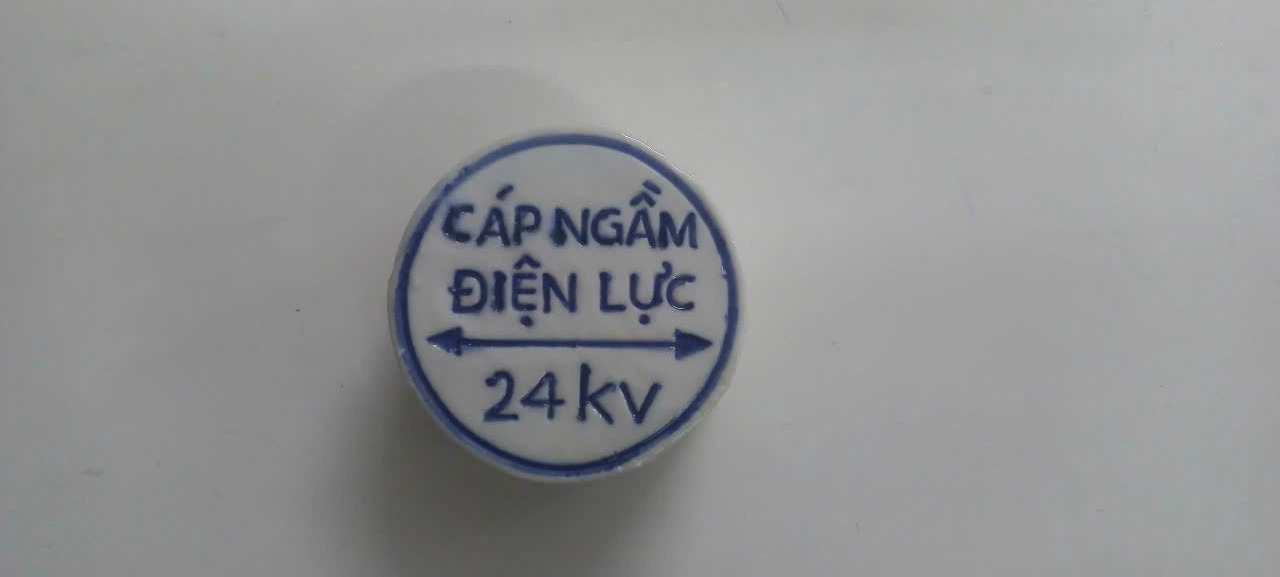 CÁP NGẦM
ĐIỆN LỰC
24kv